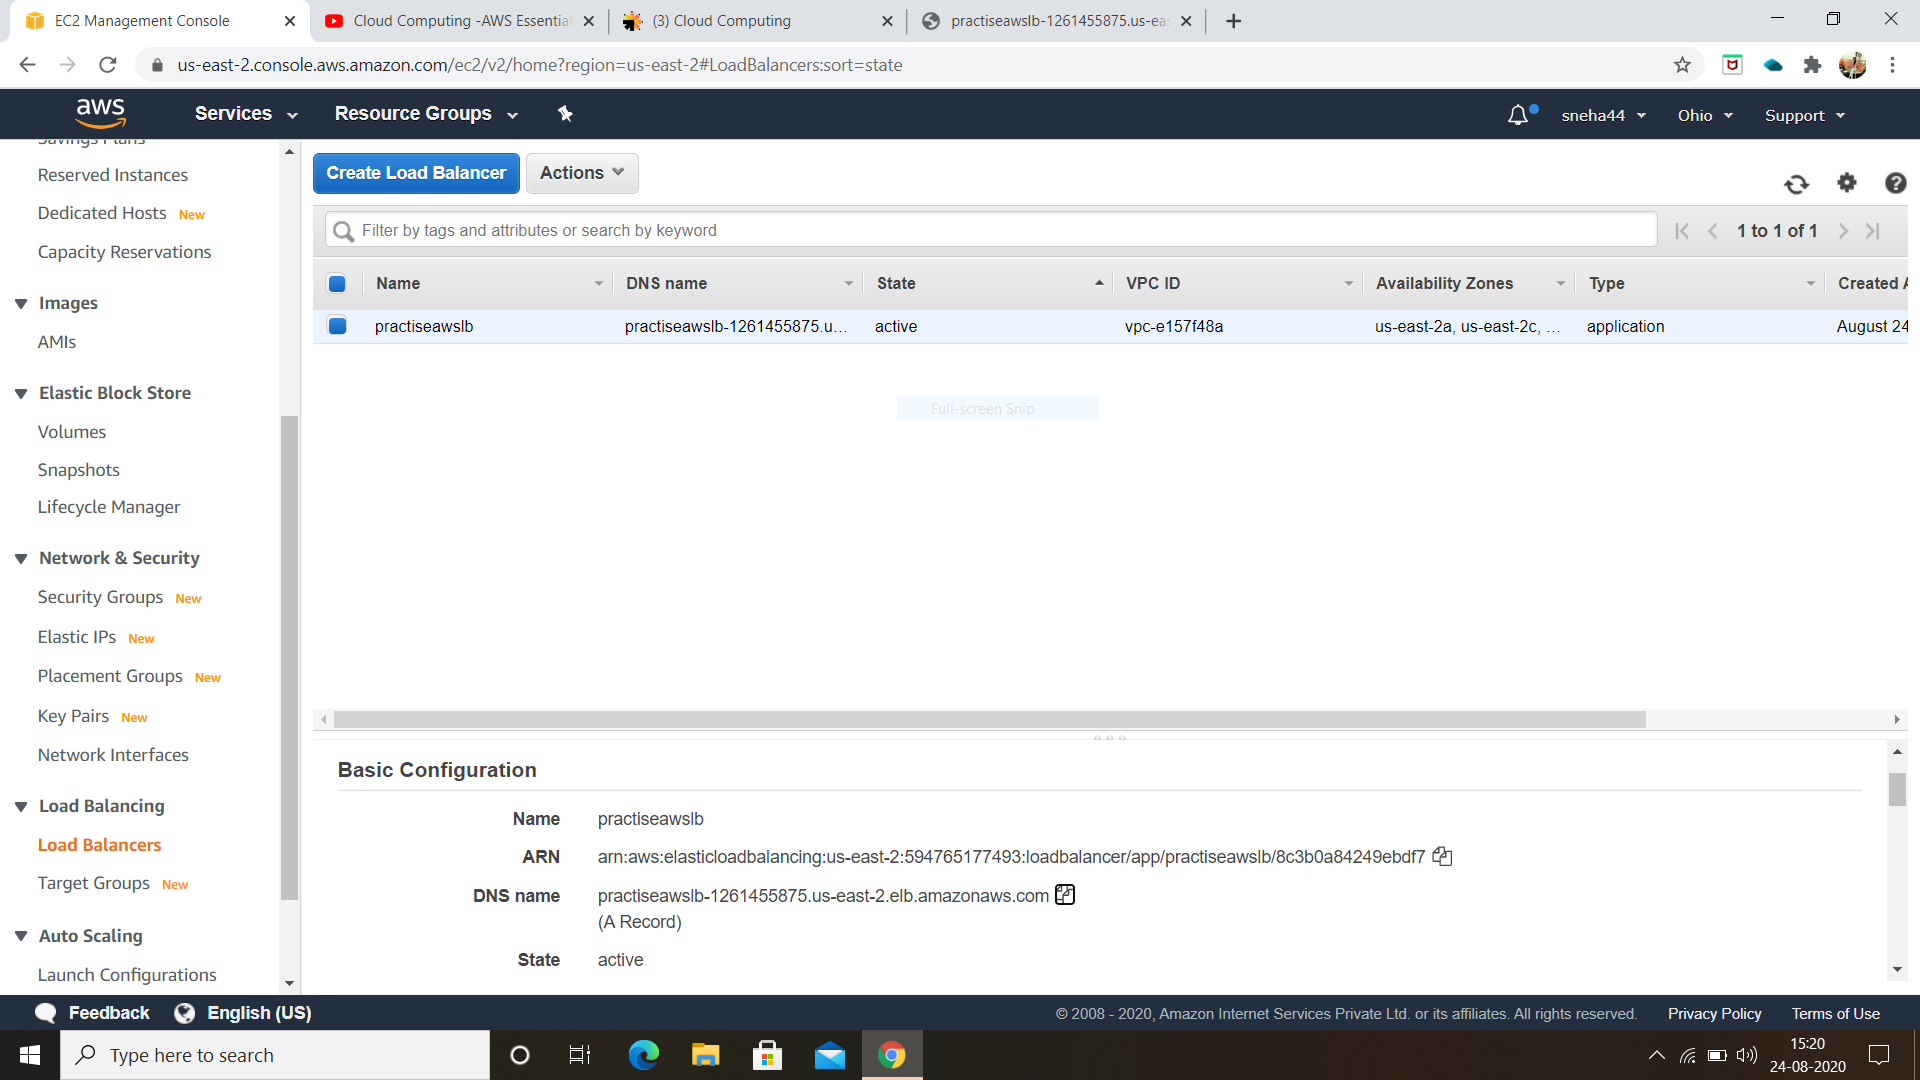 EC2 Management Console
Cloud Computing -AWS Essentia
(3) Cloud Computing
practiseawslb-1261455875.us-ea
us-east-2.console.aws.amazon.com/ec2/v2/home?region=us-east-2#LoadBalancers:sort=state
aws
Services
Resource Groups
sneha44
Ohio
Support
Savings Plans
Reserved Instances
Dedicated Hosts New
Capacity Reservations
Images
AMIs
Elastic Block Store
Volumes
Snapshots
Lifecycle Manager
Network & Security
Security Groups New
Elastic IPs New
Placement Groups New
Key Pairs New
Network Interfaces
Load Balancing
Load Balancers
Target Groups New
Auto Scaling
Launch Configurations
Create Load Balancer
Actions
Filter by tags and attributes or search by keyword
1 to 1 of 1
Name DNS name State VPC ID Availability Zones Type Created A
practiseawslb practiseawslb-1261455875.u... active vpc-e157f48a us-east-2a, us-east-2c, ... application August 24
Full-screen Snip
Basic Configuration
Name practiseawslb
ARN arn:aws:elasticloadbalancing:us-east-2:594765177493:loadbalancer/app/practiseawslb/8c3b0a84249ebdf7
DNS name practiseawslb-1261455875.us-east-2.elb.amazonaws.com
(A Record)
State active
Feedback
English (US)
© 2008 - 2020, Amazon Internet Services Private Ltd. or its affiliates. All rights reserved.
Privacy Policy
Terms of Use
Type here to search
15:20
24-08-2020